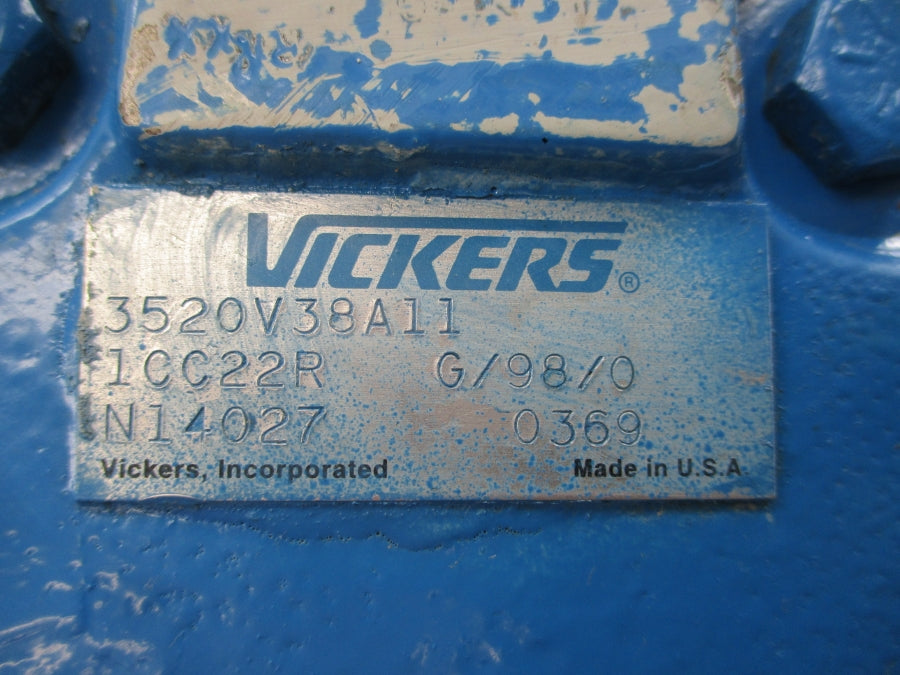 VICKERS®
3520V38A11
1CC22R G/98/0
N14027 0369
Vickers, Incorporated Made in U.S.A